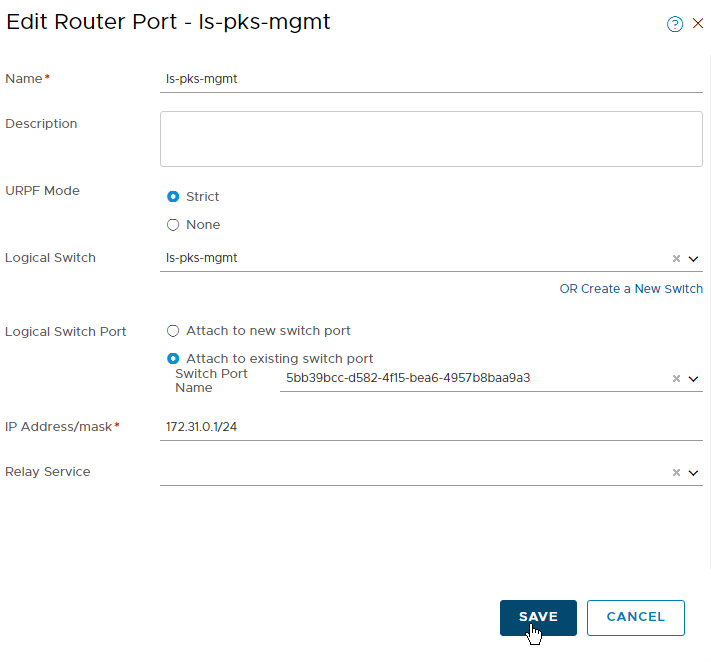 Edit Router Port - ls-pks-mgmt
Name*
ls-pks-mgmt
Description
URPF Mode
Strict
None
Logical Switch
ls-pks-mgmt
OR Create a New Switch
Logical Switch Port
Attach to new switch port
Attach to existing switch port
Switch Port
Name
5bb39bcc-d582-4f15-bea6-4957b8baa9a3
IP Address/mask*
172.31.0.1/24
Relay Service
SAVE
CANCEL